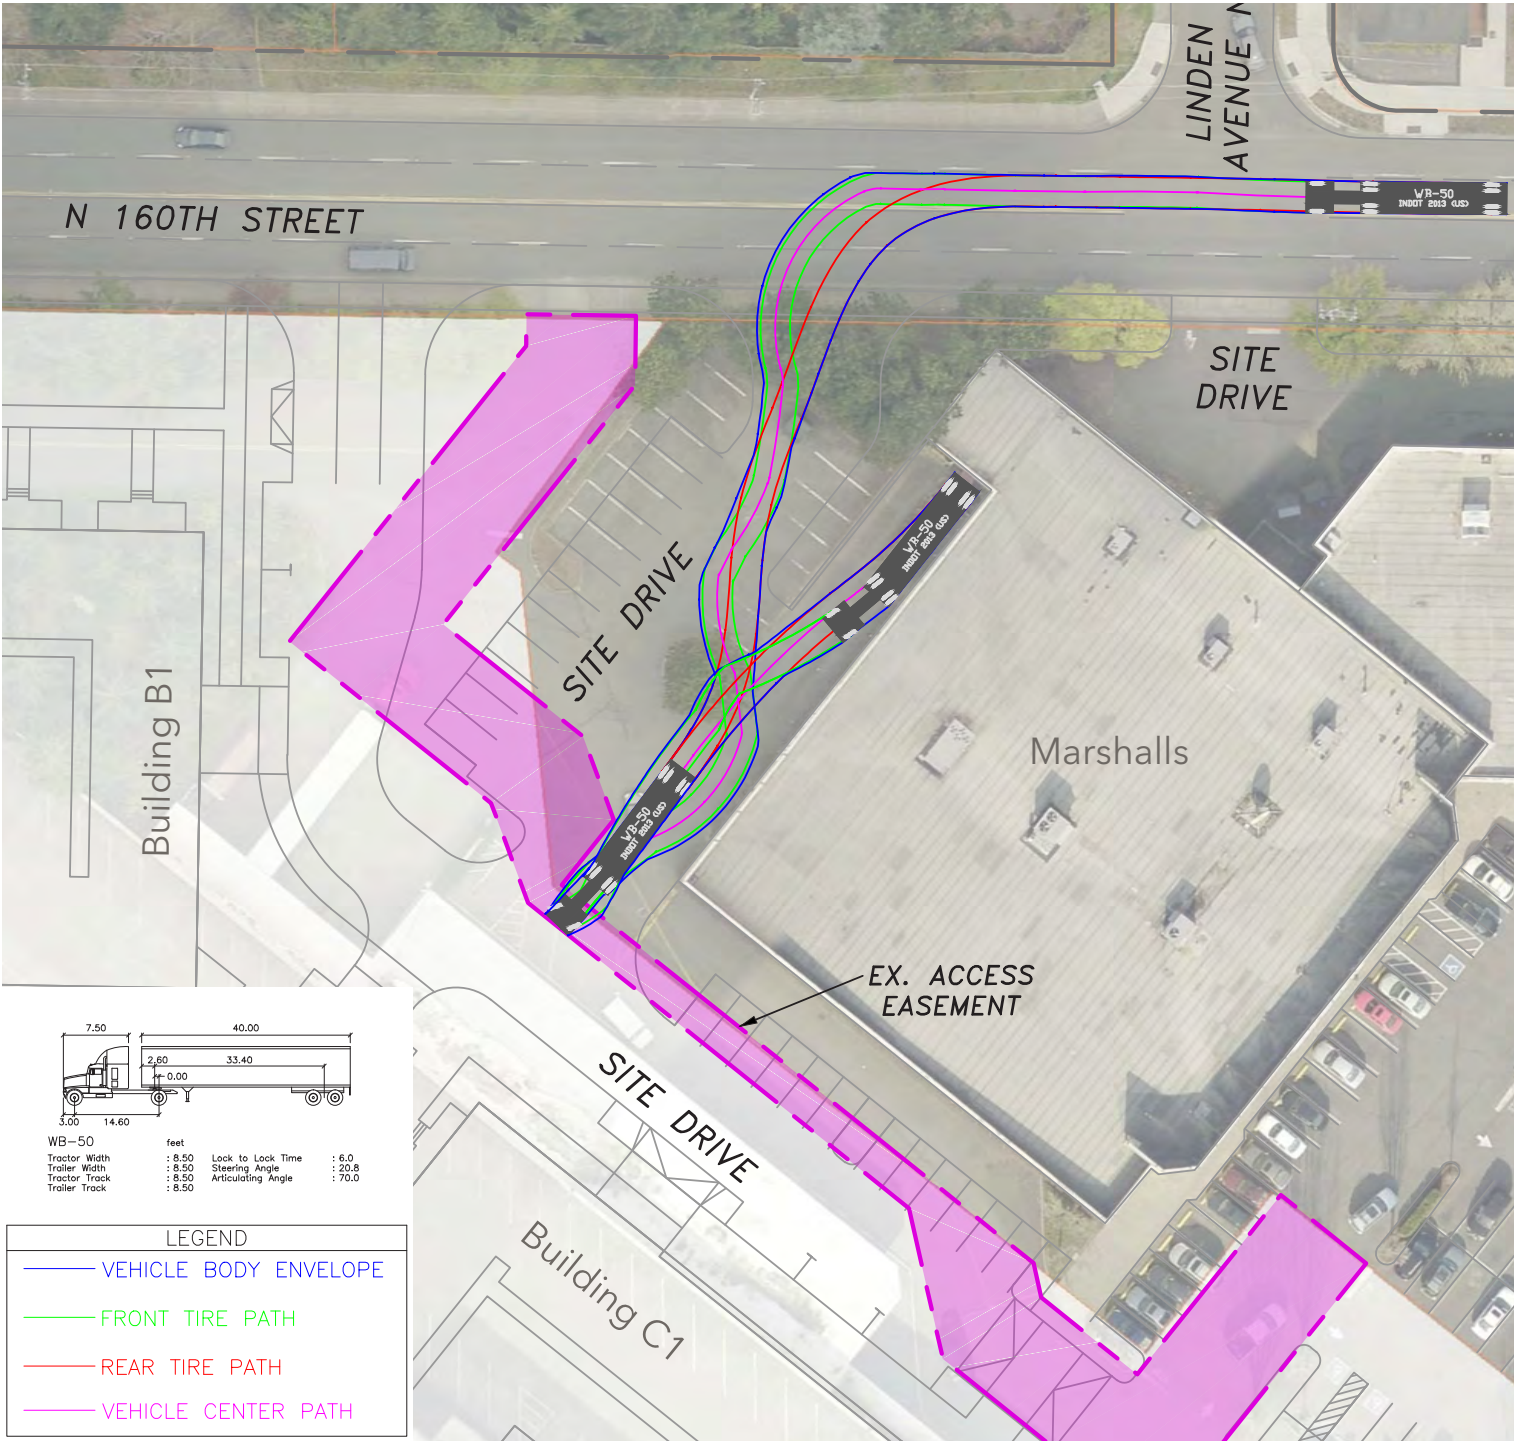 LINDEN
AVENUE N
N 160TH STREET
WB-50
INDOT 2013 (US)
SITE
DRIVE
WB-50
INDOT 2013 (US)
SITE DRIVE
Building B1
Marshalls
WB-50
INDOT 2013 (US)
EX. ACCESS
EASEMENT
SITE DRIVE
Building C1
7.50
40.00
2.60
33.40
0.00
3.00
14.60
WB-50
feet
Tractor Width : 8.50 Lock to Lock Time : 6.0
Trailer Width : 8.50 Steering Angle : 20.8
Tractor Track : 8.50 Articulating Angle : 70.0
Trailer Track : 8.50
LEGEND
VEHICLE BODY ENVELOPE
FRONT TIRE PATH
REAR TIRE PATH
VEHICLE CENTER PATH